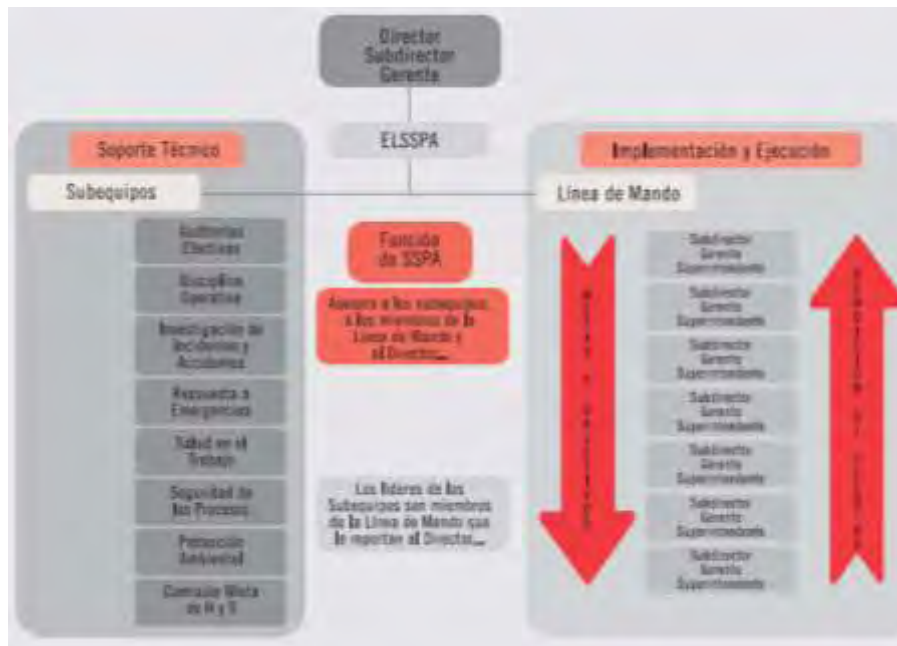 Director
Subdirector
Gerente
ELSSPA
Soporte Técnico
Subequipos
Auditorías
Efectivas
Disciplina
Operativa
Investigación de
Incidentes y
Accidentes
Respuesta a
Emergencias
Salud en el
Trabajo
Seguridad de
los Procesos
Protección
Ambiental
Comisión Mixta
de H y S
Función
de SSPA
Asesora a los subequipos,
a los miembros de la
Línea de Mando y
al Director...
Los líderes de los
Subequipos son miembros
de la Línea de Mando que
le reportan al Director...
Implementación y Ejecución
Línea de Mando
Subdirector
Gerente
Superintendente
Subdirector
Gerente
Superintendente
Subdirector
Gerente
Superintendente
Subdirector
Gerente
Superintendente
Subdirector
Gerente
Superintendente
Subdirector
Gerente
Superintendente
Subdirector
Gerente
Superintendente